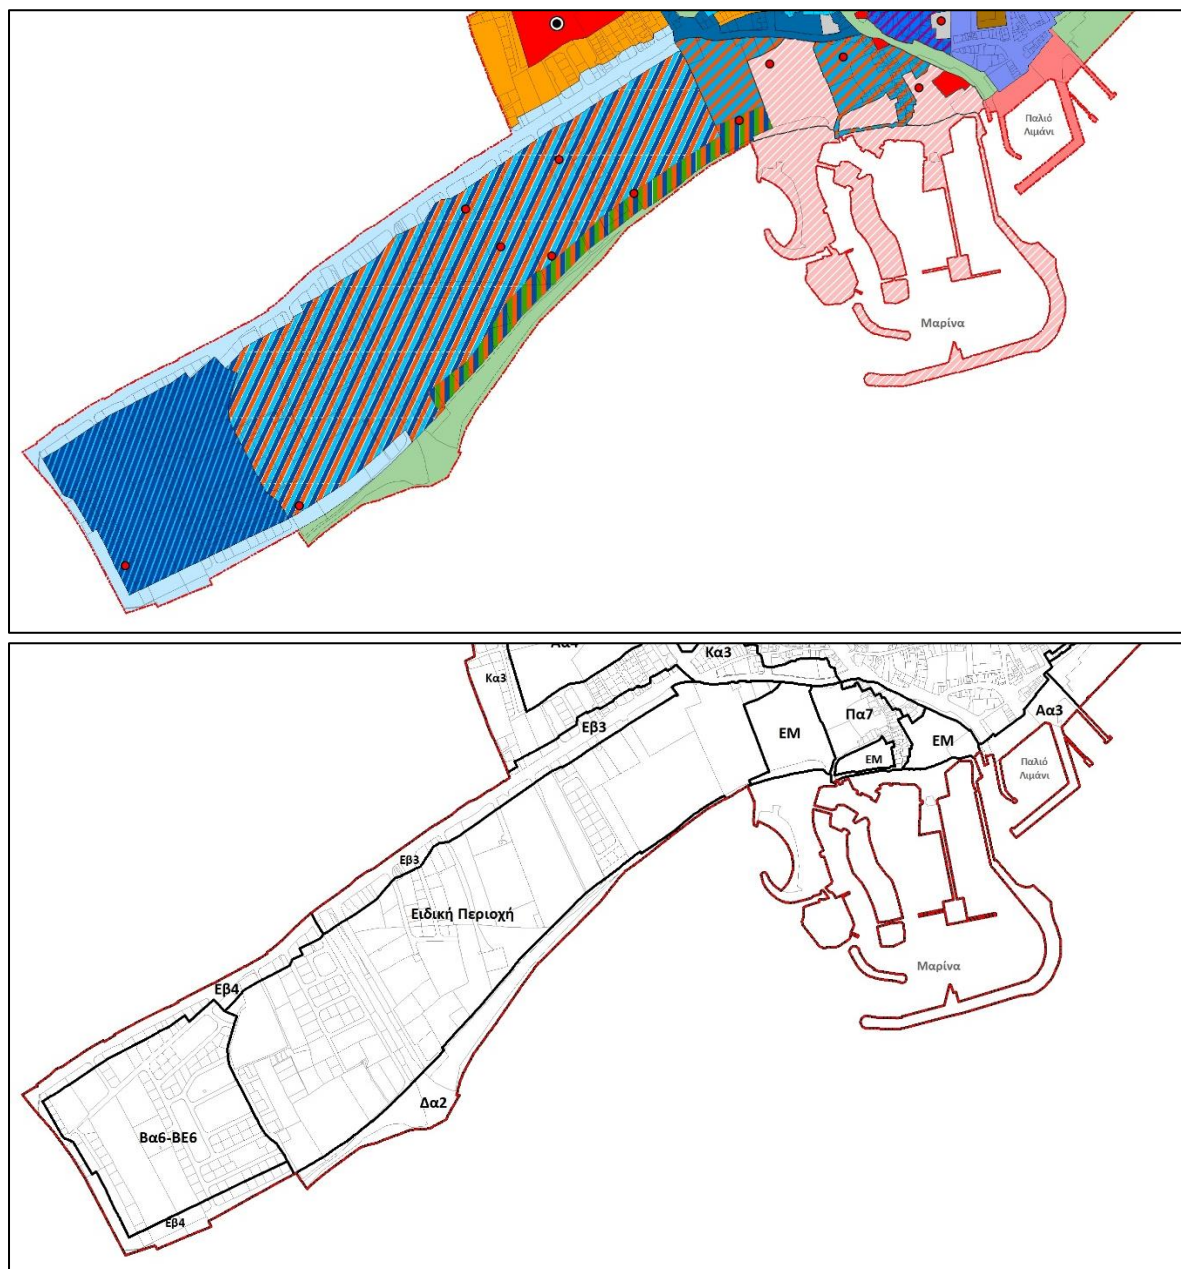 Παλιό
Λιμάνι
Μαρίνα
Αα4
Κα3
Κα3
Εβ3
Πα7
ΕΜ
ΕΜ
ΕΜ
Αα3
Παλιό
Λιμάνι
Εβ3
Ειδική Περιοχή
Μαρίνα
Εβ4
Δα2
Βα6-ΒΕ6
Εβ4